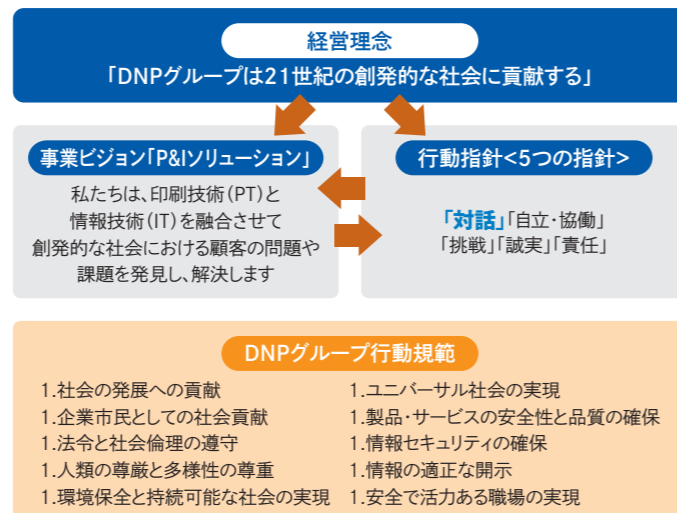 経営理念
「DNPグループは21世紀の創発的な社会に貢献する」
事業ビジョン「P&Iソリューション」
私たちは、印刷技術(PT)と
情報技術(IT)を融合させて
創発的な社会における顧客の問題や
課題を発見し、解決します
行動指針<5つの指針>
「対話」「自立・協働」
「挑戦」「誠実」「責任」
DNPグループ行動規範
1.社会の発展への貢献
1.企業市民としての社会貢献
1.法令と社会倫理の遵守
1.人類の尊厳と多様性の尊重
1.環境保全と持続可能な社会の実現
1.ユニバーサル社会の実現
1.製品・サービスの安全性と品質の確保
1.情報セキュリティの確保
1.情報の適正な開示
1.安全で活力ある職場の実現